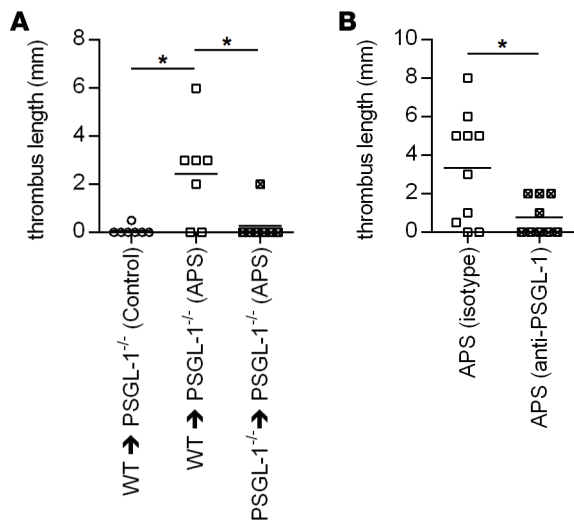 A
thrombus length (mm)
8
6
4
2
0
*
*
WT ➔ PSGL-1-/- (Control)
WT ➔ PSGL-1-/- (APS)
PSGL-1-/- ➔ PSGL-1-/- (APS)
B
thrombus length (mm)
10
8
6
4
2
0
*
APS (isotype)
APS (anti-PSGL-1)